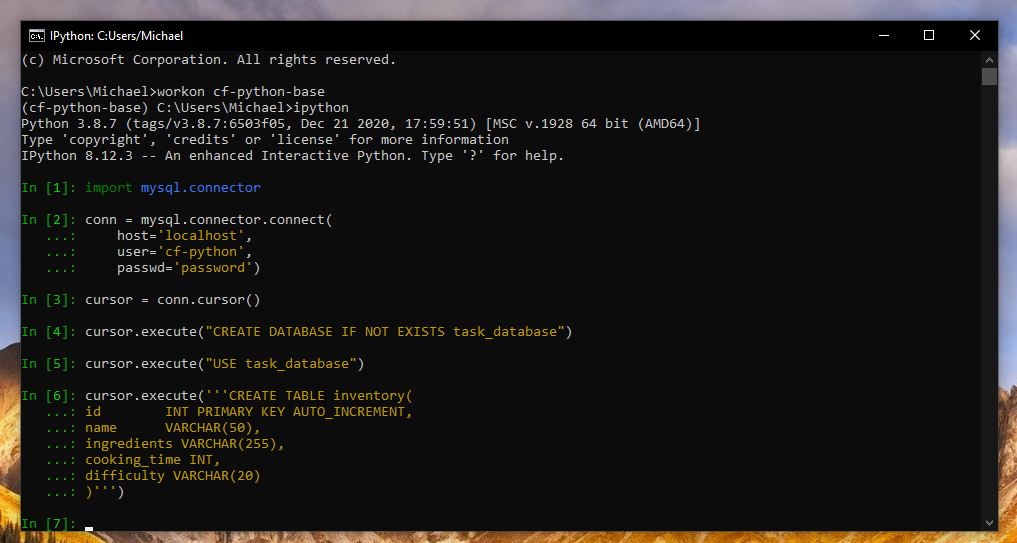 IPython: C:Users/Michael
(c) Microsoft Corporation. All rights reserved.
C:\Users\Michael>workon cf-python-base
(cf-python-base) C:\Users\Michael>ipython
Python 3.8.7 (tags/v3.8.7:6503f05, Dec 21 2020, 17:59:51) [MSC v.1928 64 bit (AMD64)]
Type 'copyright', 'credits' or 'license' for more information
IPython 8.12.3 -- An enhanced Interactive Python. Type '?' for help.
In [1]: import mysql.connector
In [2]: conn = mysql.connector.connect(
   ...:     host='localhost',
   ...:     user='cf-python',
   ...:     passwd='password')
In [3]: cursor = conn.cursor()
In [4]: cursor.execute("CREATE DATABASE IF NOT EXISTS task_database")
In [5]: cursor.execute("USE task_database")
In [6]: cursor.execute('''CREATE TABLE inventory(
   ...: id        INT PRIMARY KEY AUTO_INCREMENT,
   ...: name      VARCHAR(50),
   ...: ingredients VARCHAR(255),
   ...: cooking_time INT,
   ...: difficulty VARCHAR(20)
   ...: )''')
In [7]: